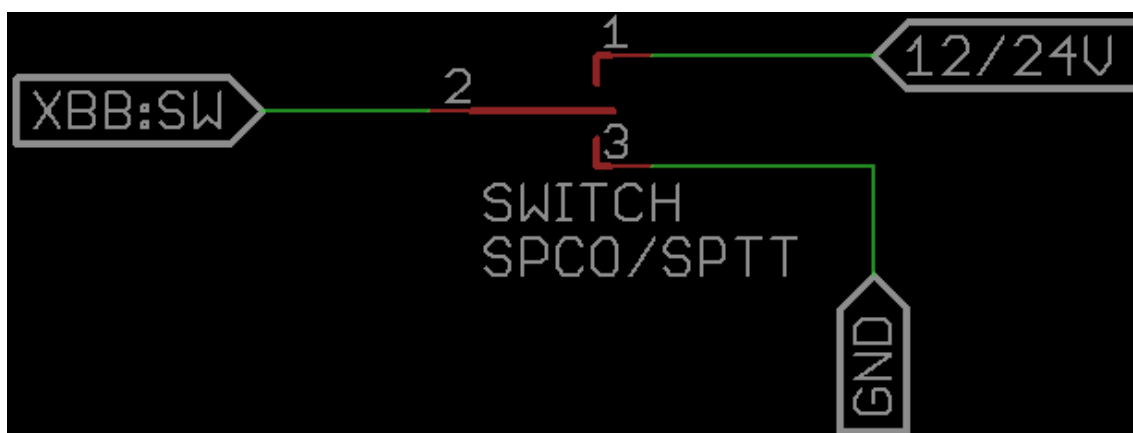 1
12/24V
2
XBB:SW
3
SWITCH
SPCO/SPTT
GND